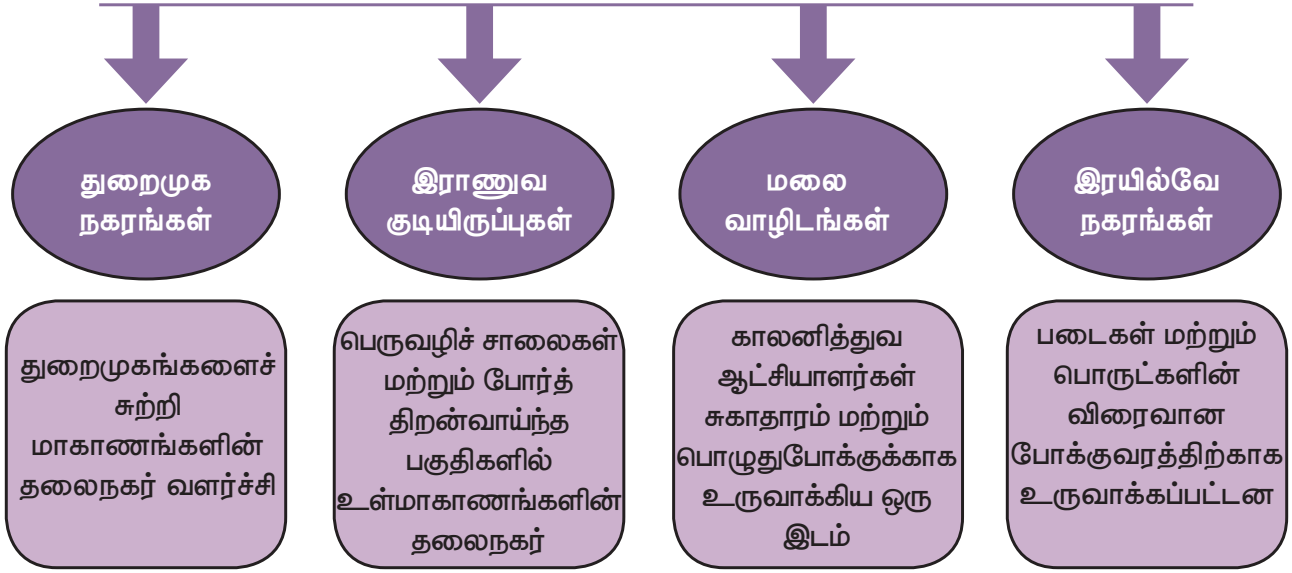 துறைமுக
நகரங்கள்
இராணுவ
குடியிருப்புகள்
மலை
வாழிடங்கள்
இரயில்வே
நகரங்கள்
துறைமுகங்களைச்
சுற்றி
மாகாணங்களின்
தலைநகர் வளர்ச்சி
பெருவழிச் சாலைகள்
மற்றும் போர்த்
திறன்வாய்ந்த
பகுதிகளில்
உள்மாகாணங்களின்
தலைநகர்
காலனித்துவ
ஆட்சியாளர்கள்
சுகாதாரம் மற்றும்
பொழுதுபோக்குக்காக
உருவாக்கிய ஒரு
இடம்
படைகள் மற்றும்
பொருட்களின்
விரைவான
போக்குவரத்திற்காக
உருவாக்கப்பட்டன